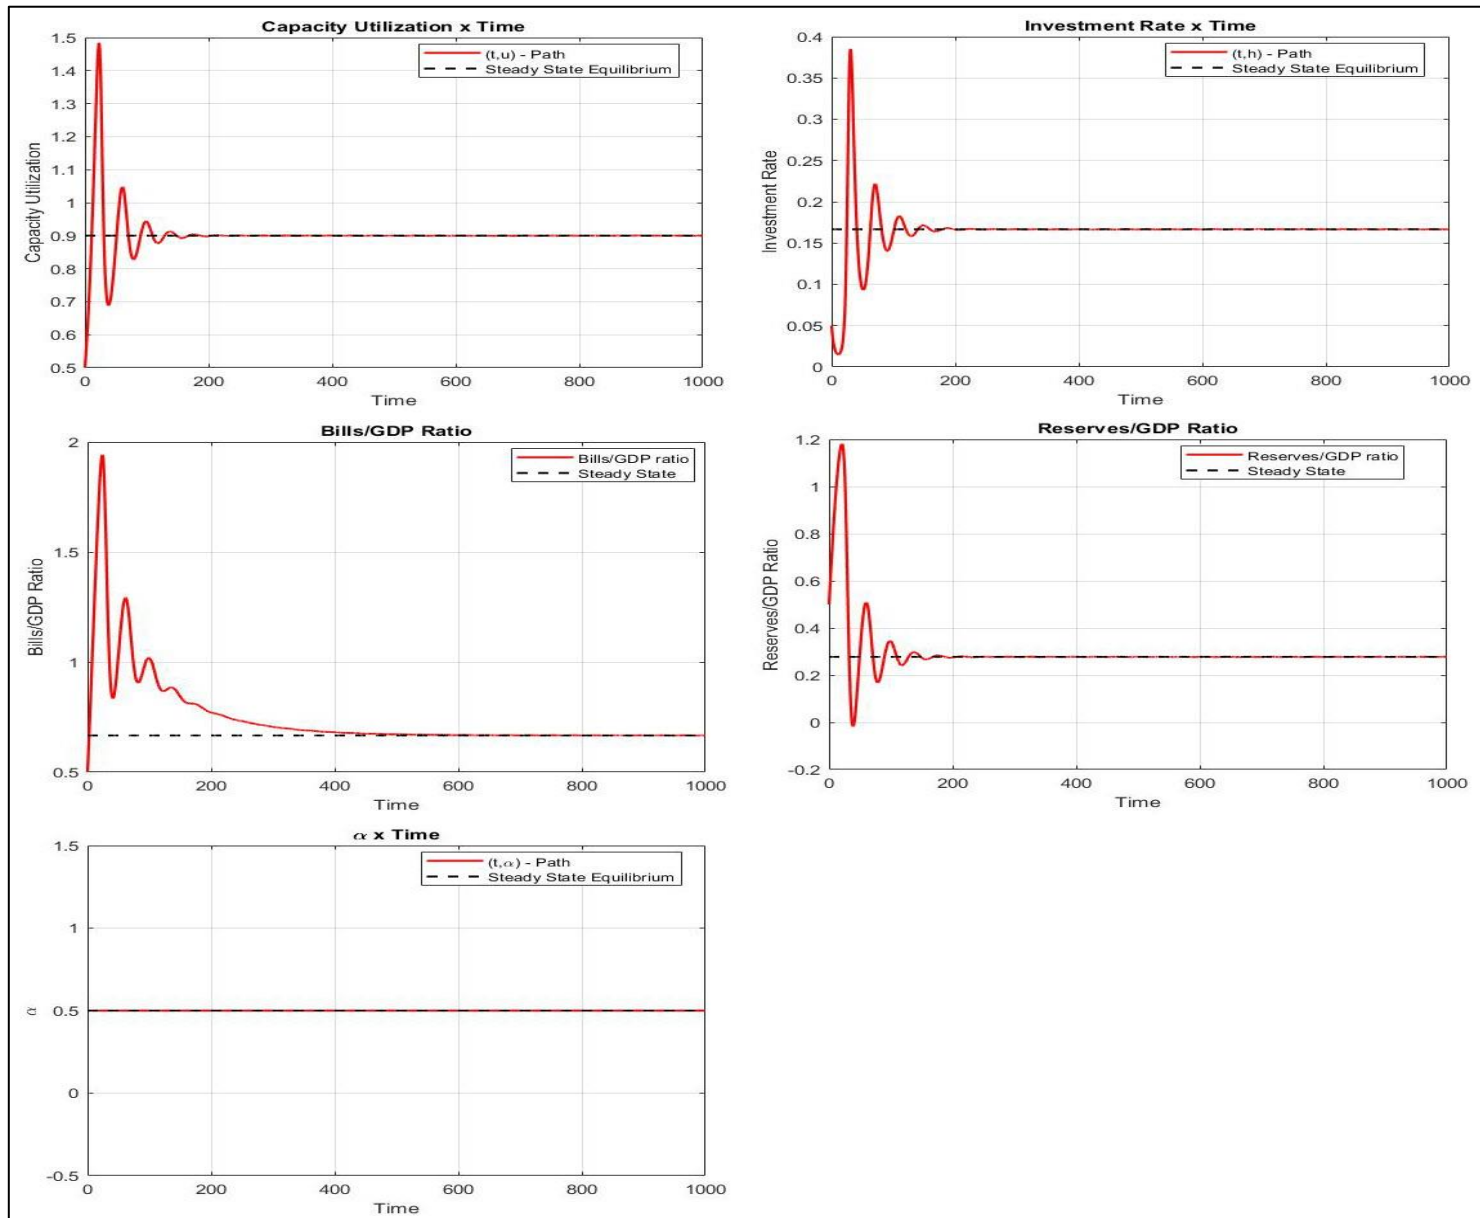 Capacity Utilization x Time
(t,u) - Path
Steady State Equilibrium
1.5
1.4
1.3
1.2
1.1
1
0.9
0.8
0.7
0.6
0.5
Capacity Utilization
0 200 400 600 800 1000
Time
Investment Rate x Time
(t,h) - Path
Steady State Equilibrium
0.4
0.35
0.3
0.25
0.2
0.15
0.1
0.05
0
Investment Rate
0 200 400 600 800 1000
Time
Bills/GDP Ratio
Bills/GDP ratio
Steady State
2
1.5
1
0.5
Bills/GDP Ratio
0 200 400 600 800 1000
Time
Reserves/GDP Ratio
Reserves/GDP ratio
Steady State
1.2
1
0.8
0.6
0.4
0.2
0
-0.2
Reserves/GDP Ratio
0 200 400 600 800 1000
Time
α x Time
(t,α) - Path
Steady State Equilibrium
1.5
1
0.5
0
-0.5
α
0 200 400 600 800 1000
Time